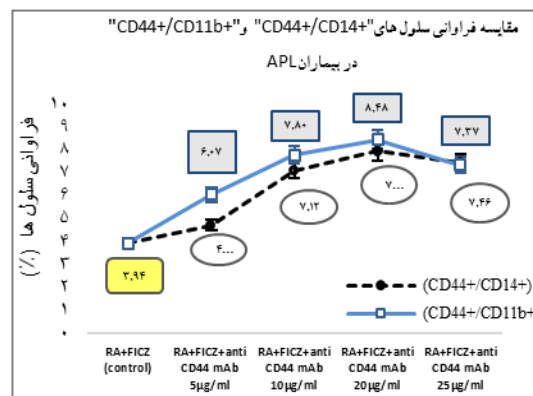 مقایسه فراوانی سلول های"CD44+/CD14+" و"CD44+/CD11b+"
در بیماران APL
فراوانی سلول ها (%)
۱۰
۹
۸
۷
۶
۵
۴
۳
۲
۱
۰
۶,۰۷
۷,۸۰
۸,۴۸
۷,۳۷
۳,۹۴
۴...
۷,۱۲
۷...
۷,۴۶
(CD44+/CD14+)
(CD44+/CD11b+
RA+FICZ
(control)
RA+FICZ+anti
CD44 mAb
5µg/ml
RA+FICZ+anti
CD44 mAb
10µg/ml
RA+FICZ+anti
CD44 mAb
20µg/ml
RA+FICZ+anti
CD44 mAb
25µg/ml